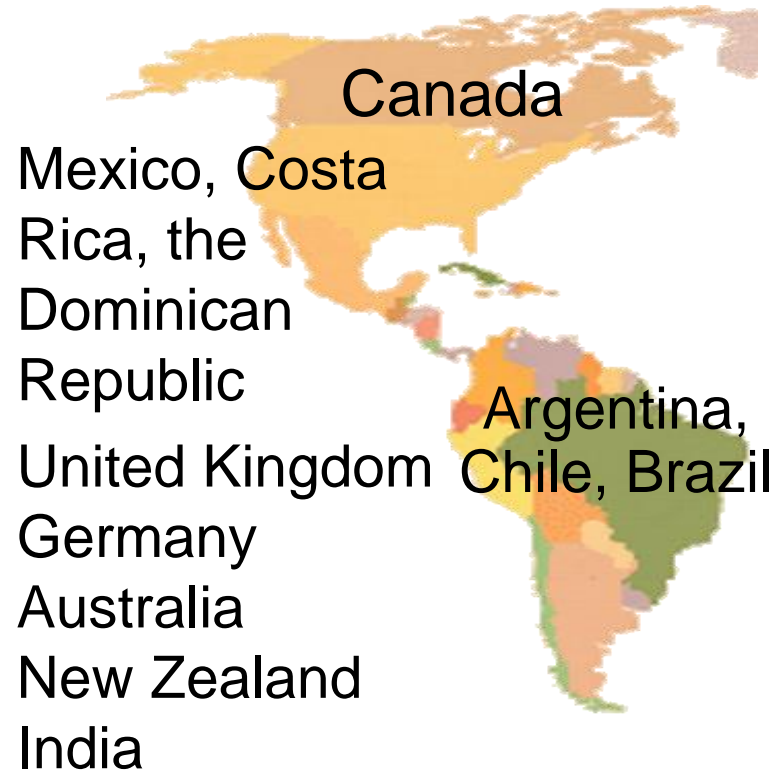 Canada
Mexico, Costa
Rica, the
Dominican
Republic
Argentina,
Chile, Brazil
United Kingdom
Germany
Australia
New Zealand
India